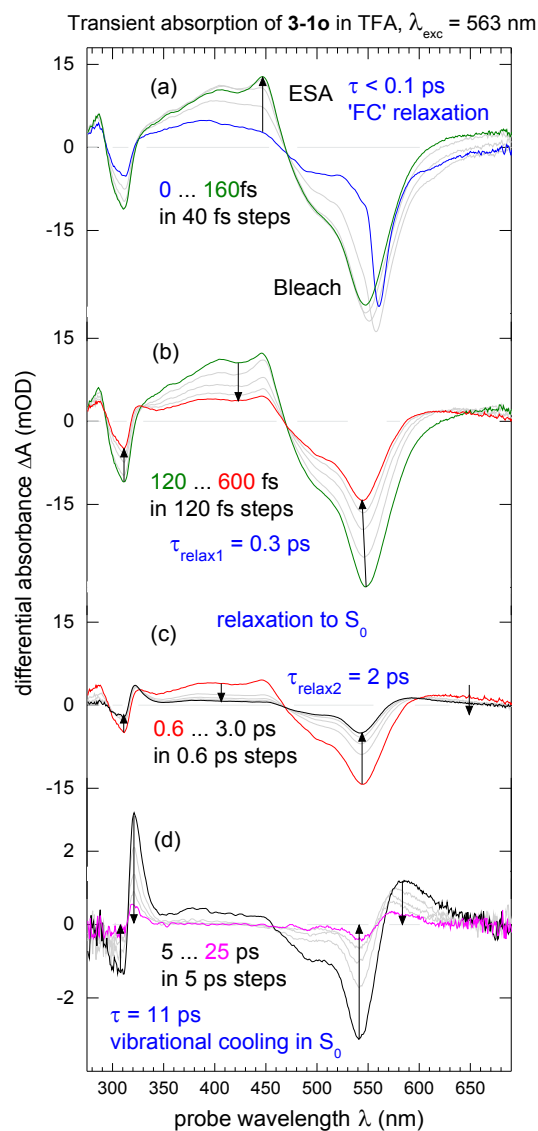 Transient absorption of 3-1o in TFA, λexc = 563 nm
15
(a)
ESA
τ < 0.1 ps
'FC' relaxation
0
0 ... 160fs
in 40 fs steps
-15
Bleach
15
(b)
0
120 ... 600 fs
in 120 fs steps
-15
τrelax1 = 0.3 ps
differential absorbance ΔA (mOD)
relaxation to S0
15
(c)
τrelax2 = 2 ps
0
0.6 ... 3.0 ps
in 0.6 ps steps
-15
(d)
2
0
5 ... 25 ps
in 5 ps steps
-2
τ = 11 ps
vibrational cooling in S0
300 350 400 450 500 550 600 650
probe wavelength λ (nm)